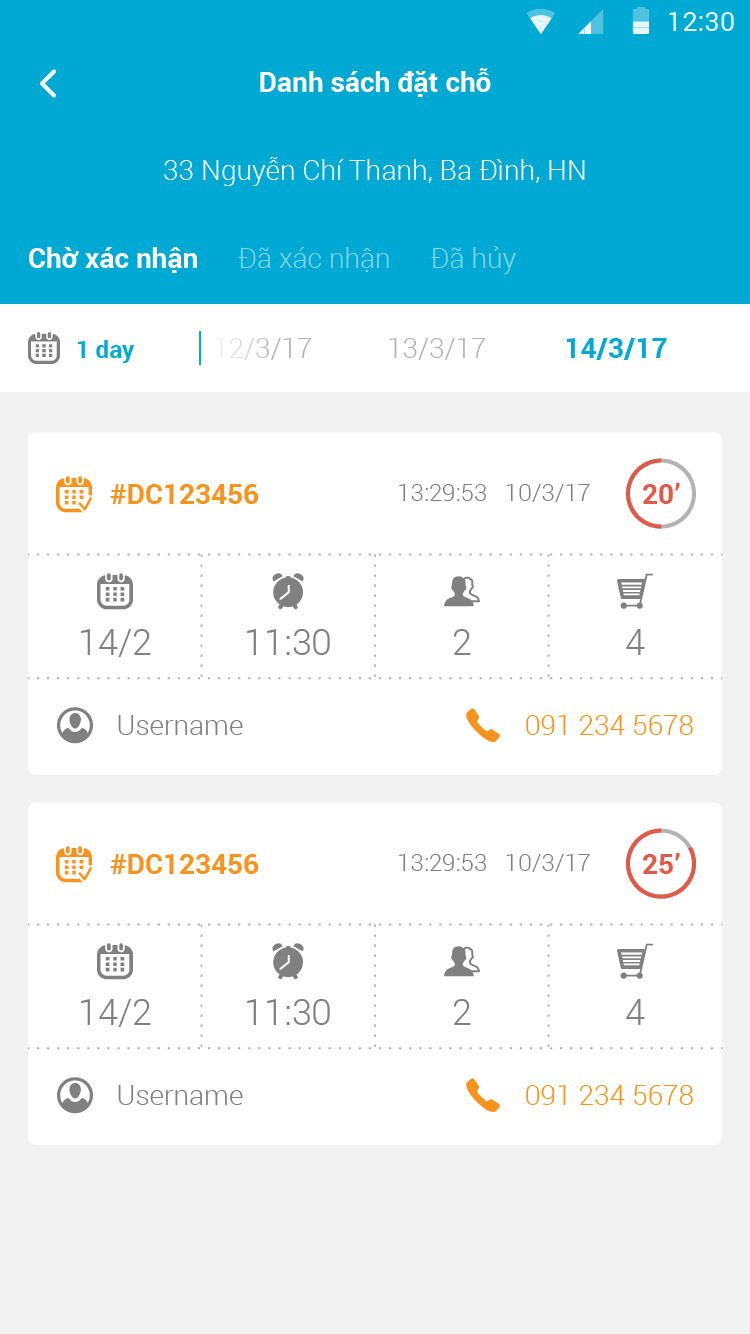 12:30
Danh sách đặt chỗ
33 Nguyễn Chí Thanh, Ba Đình, HN
Chờ xác nhận Đã xác nhận Đã hủy
1 day 12/3/17 13/3/17 14/3/17
#DC123456 13:29:53 10/3/17 20’
14/2 11:30 2 4
Username 091 234 5678
#DC123456 13:29:53 10/3/17 25’
14/2 11:30 2 4
Username 091 234 5678